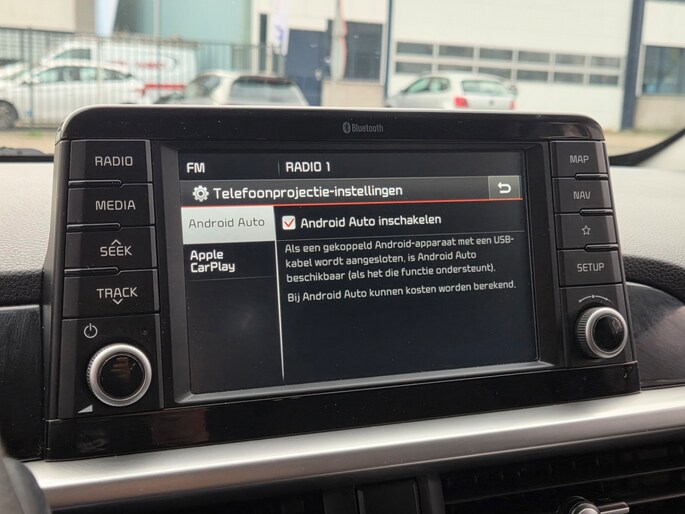 Bluetooth
RADIO
MEDIA
SEEK
TRACK
FM
RADIO 1
Telefoonprojectie-instellingen
Android Auto
Apple
CarPlay
Android Auto inschakelen
Als een gekoppeld Android-apparaat met een USB-
kabel wordt aangesloten, is Android Auto
beschikbaar (als het die functie ondersteunt).
Bij Android Auto kunnen kosten worden berekend.
MAP
NAV
SETUP